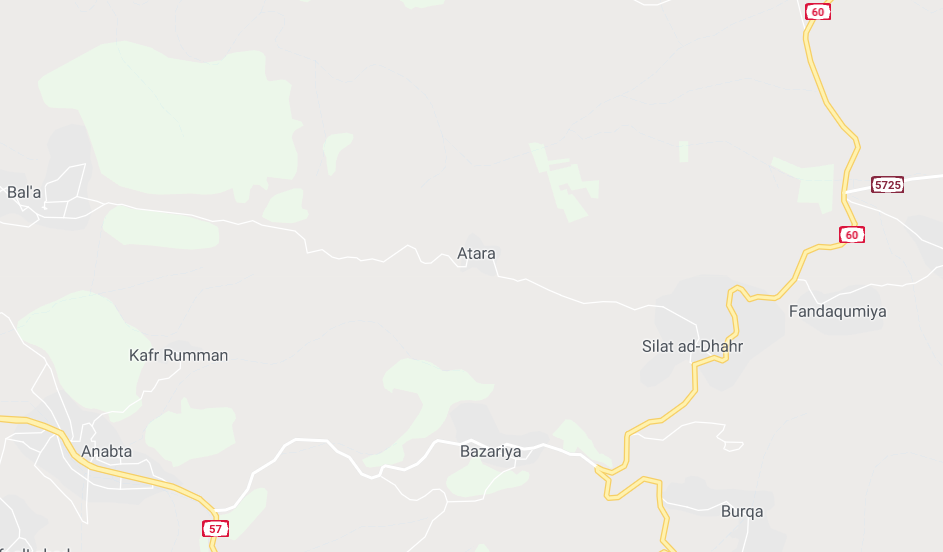 60
5725
Bal'a
60
Atara
Fandaqumiya
Silat ad-Dhahr
Kafr Rumman
Anabta
Bazariya
Burqa
57